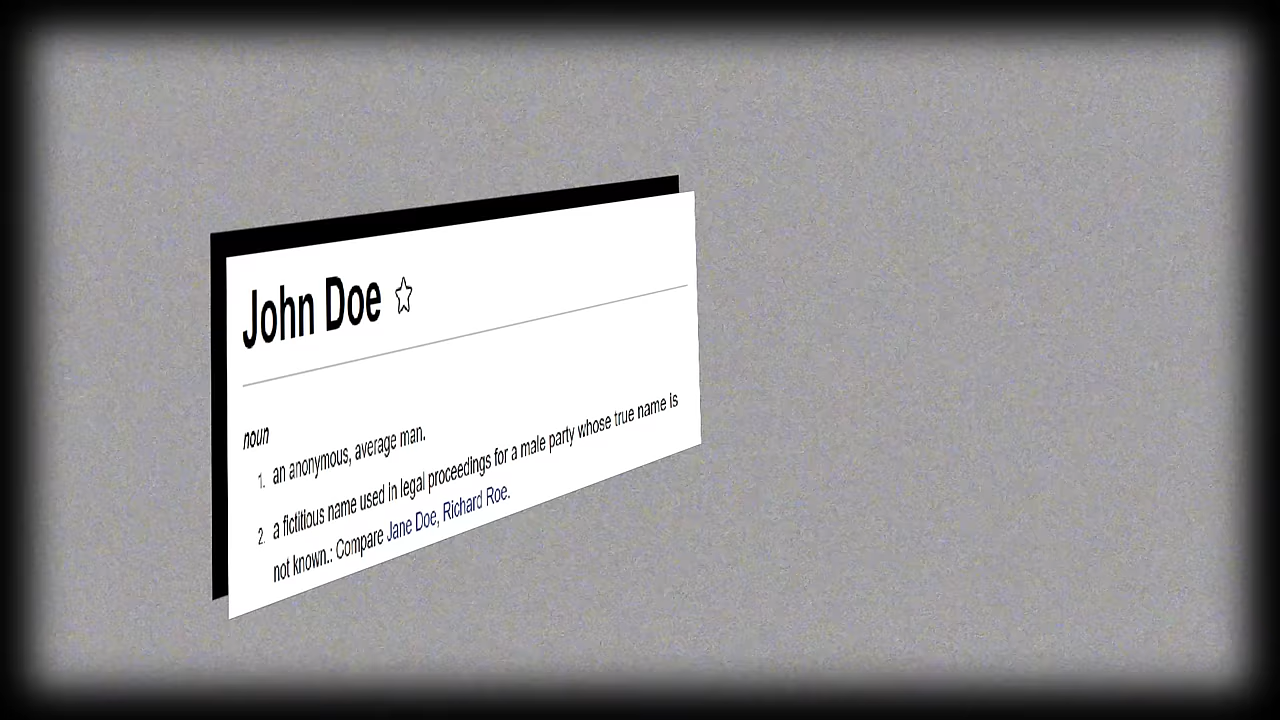 John Doe
noun
1. an anonymous, average man.
2. a fictitious name used in legal proceedings for a male party whose true name is
not known.: Compare Jane Doe, Richard Roe.